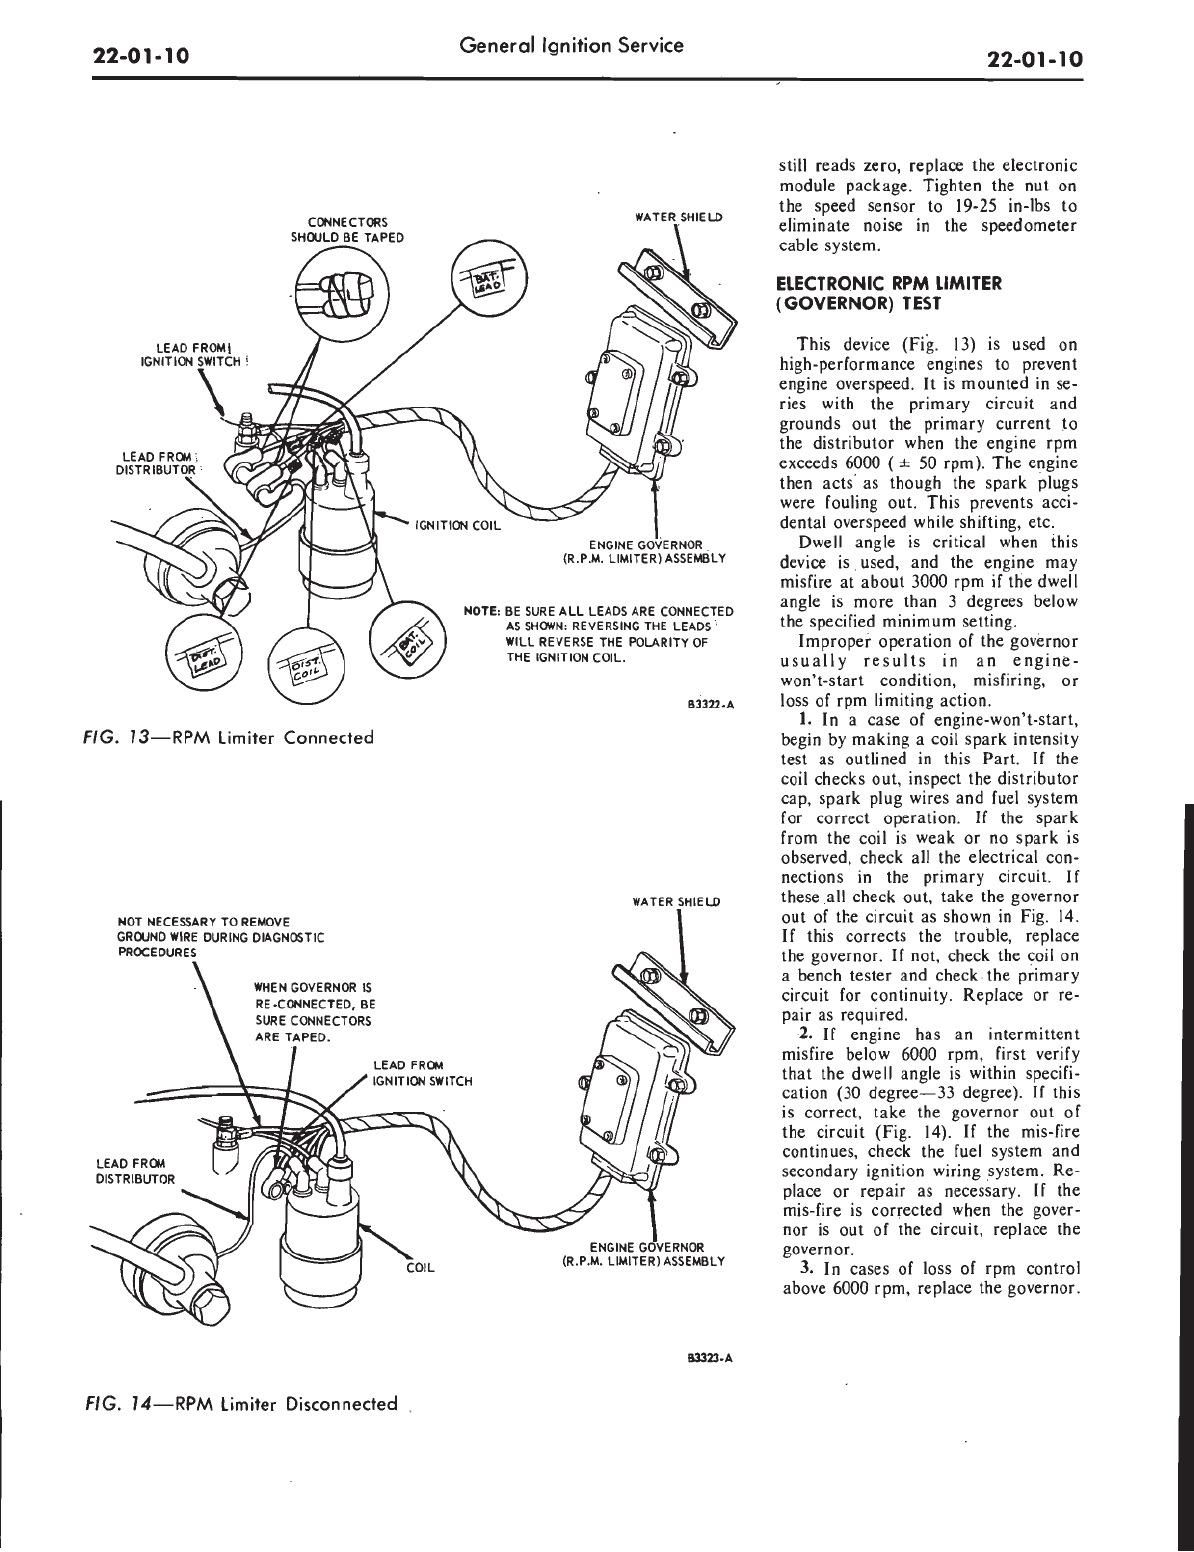 22-01-10
General Ignition Service
22-01-10
CONNECTORS
SHOULD BE TAPED
BAT.
LEAD
WATER SHIELD
LEAD FROM
IGNITION SWITCH
LEAD FROM
DISTRIBUTOR
IGNITION COIL
ENGINE GOVERNOR
(R.P.M. LIMITER) ASSEMBLY
NOTE: BE SURE ALL LEADS ARE CONNECTED
AS SHOWN: REVERSING THE LEADS
WILL REVERSE THE POLARITY OF
THE IGNITION COIL.
DIST.
LEAD
DIST.
COIL
BAT.
COIL
B3322-A
FIG. 13—RPM Limiter Connected
NOT NECESSARY TO REMOVE
GROUND WIRE DURING DIAGNOSTIC
PROCEDURES
WHEN GOVERNOR IS
RE-CONNECTED, BE
SURE CONNECTORS
ARE TAPED.
LEAD FROM
IGNITION SWITCH
WATER SHIELD
LEAD FROM
DISTRIBUTOR
COIL
ENGINE GOVERNOR
(R.P.M. LIMITER) ASSEMBLY
B3323-A
FIG. 14—RPM Limiter Disconnected
still reads zero, replace the electronic
module package. Tighten the nut on
the speed sensor to 19-25 in-lbs to
eliminate noise in the speedometer
cable system.
ELECTRONIC RPM LIMITER
(GOVERNOR) TEST
This device (Fig. 13) is used on
high-performance engines to prevent
engine overspeed. It is mounted in se-
ries with the primary circuit and
grounds out the primary current to
the distributor when the engine rpm
exceeds 6000 (± 50 rpm). The engine
then acts as though the spark plugs
were fouling out. This prevents acci-
dental overspeed while shifting, etc.
Dwell angle is critical when this
device is used, and the engine may
misfire at about 3000 rpm if the dwell
angle is more than 3 degrees below
the specified minimum setting.
Improper operation of the governor
usually results in an engine-
won't-start condition, misfiring, or
loss of rpm limiting action.
1. In a case of engine-won't-start,
begin by making a coil spark intensity
test as outlined in this Part. If the
coil checks out, inspect the distributor
cap, spark plug wires and fuel system
for correct operation. If the spark
from the coil is weak or no spark is
observed, check all the electrical con-
nections in the primary circuit. If
these all check out, take the governor
out of the circuit as shown in Fig. 14.
If this corrects the trouble, replace
the governor. If not, check the coil on
a bench tester and check the primary
circuit for continuity. Replace or re-
pair as required.
2. If engine has an intermittent
misfire below 6000 rpm, first verify
that the dwell angle is within specifi-
cation (30 degree—33 degree). If this
is correct, take the governor out of
the circuit (Fig. 14). If the mis-fire
continues, check the fuel system and
secondary ignition wiring system. Re-
place or repair as necessary. If the
mis-fire is corrected when the gover-
nor is out of the circuit, replace the
governor.
3. In cases of loss of rpm control
above 6000 rpm, replace the governor.